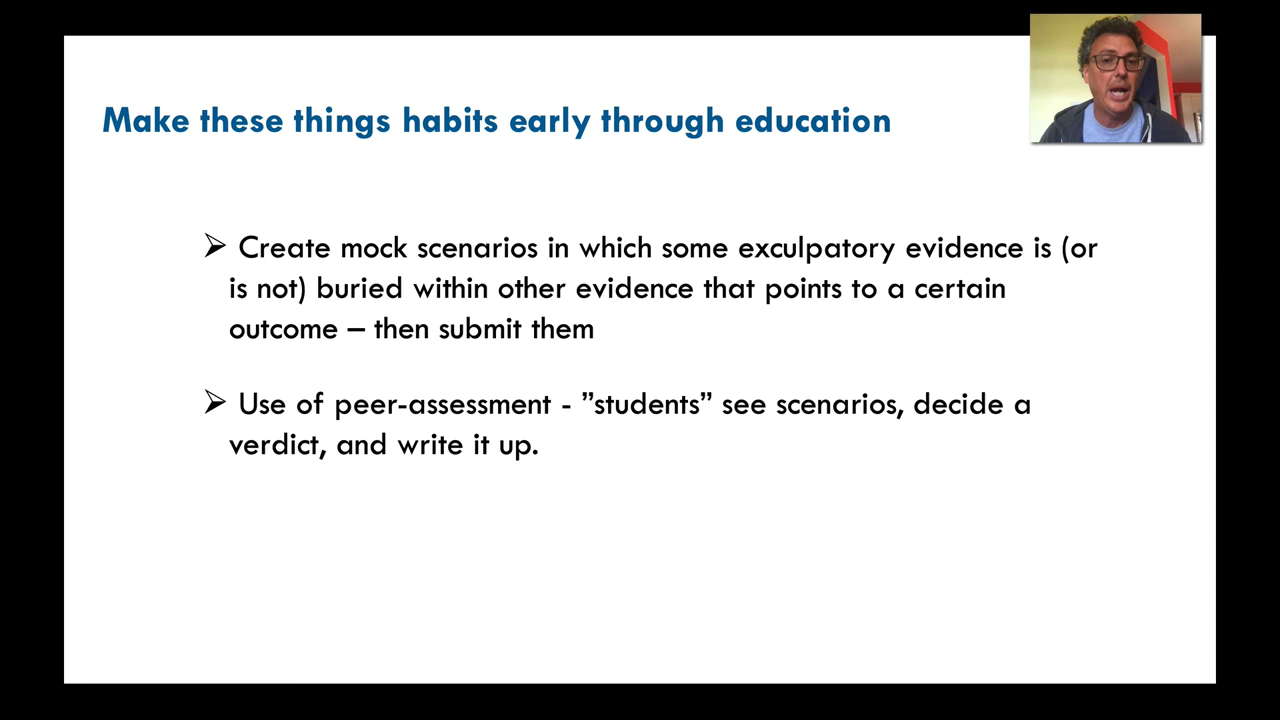 Make these things habits early through education
➢ Create mock scenarios in which some exculpatory evidence is (or
is not) buried within other evidence that points to a certain
outcome – then submit them
➢ Use of peer-assessment - ”students” see scenarios, decide a
verdict, and write it up.